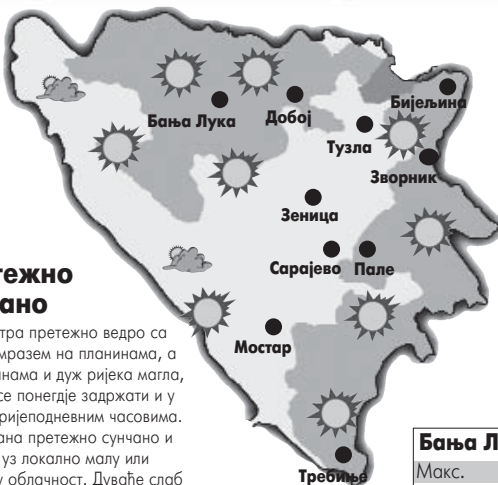 Бања Лука
Добој
Бијељина
Тузла
Зворник
Зеница
Сарајево
Пале
Мостар
Требиње
тежно
ано
тра претежно ведро са
мразем на планинама, а
нама и дуж ријека магла,
се понегдје задржати и у
ријеподневним часовима.
ана претежно сунчано и
уз локално малу или
у облачност. Дуваће слаб
Бања Л
Макс.